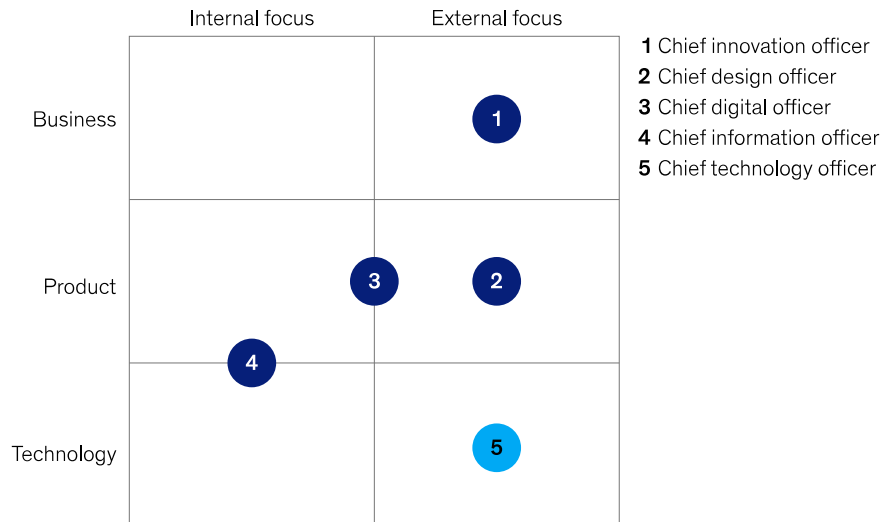 Internal focus
External focus
1 Chief innovation officer
2 Chief design officer
3 Chief digital officer
4 Chief information officer
5 Chief technology officer
Business
1
Product
3
2
4
Technology
5